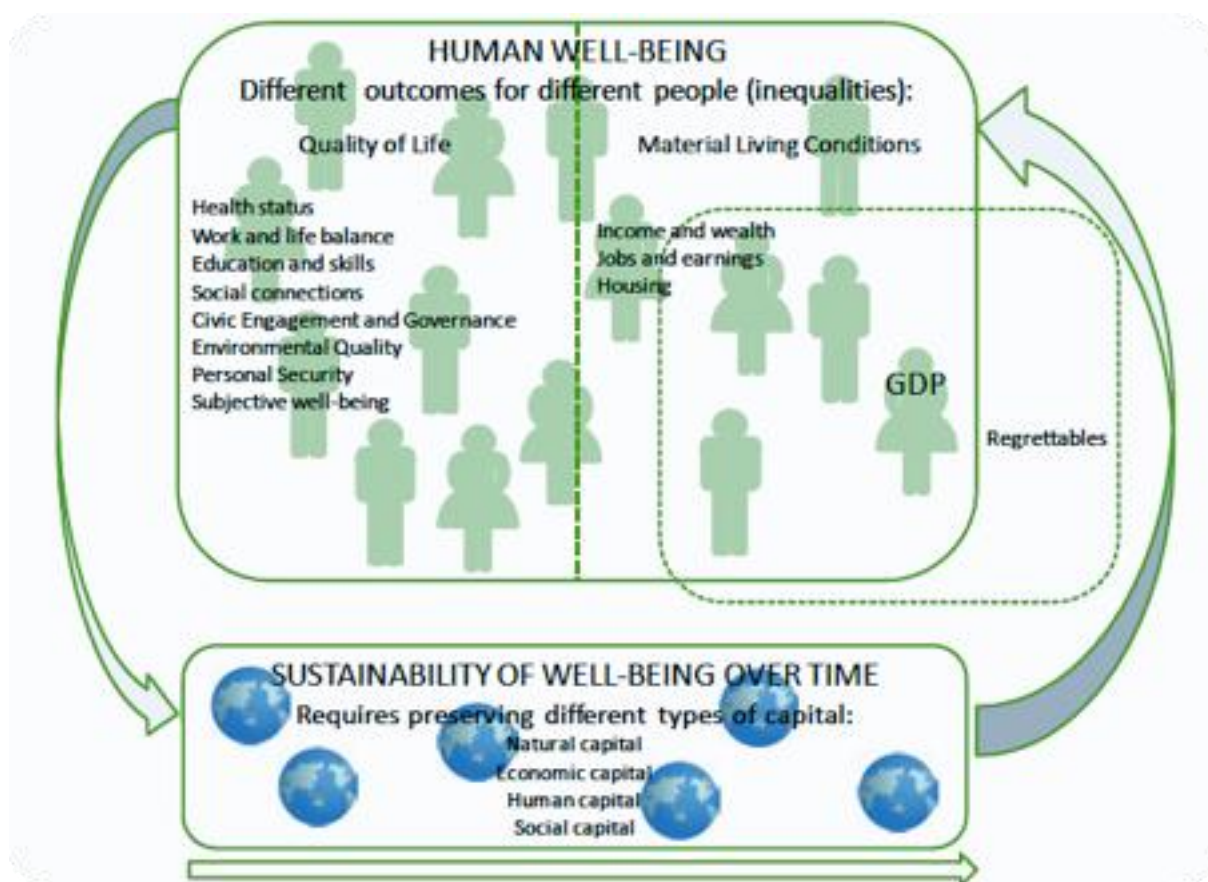 HUMAN WELL-BEING
Different outcomes for different people (inequalities):
Quality of Life
Material Living Conditions
Health status
Work and life balance
Education and skills
Social connections
Civic Engagement and Governance
Environmental Quality
Personal Security
Subjective well-being
Income and wealth
Jobs and earnings
Housing
GDP
Regrettables
SUSTAINABILITY OF WELL-BEING OVER TIME
Requires preserving different types of capital:
Natural capital
Economic capital
Human capital
Social capital